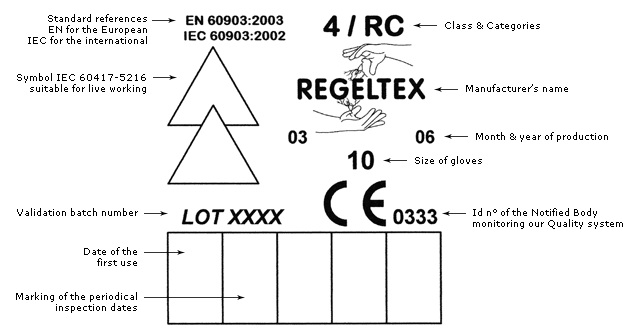 Standard references
EN for the European
IEC for the international
EN 60903:2003
IEC 60903:2002
4 / RC
Class & Categories
Symbol IEC 60417-5216
suitable for live working
REGELTEX
Manufacturer's name
03
06
Month & year of production
10
Size of gloves
Validation batch number
LOT XXXX
CE
0333
Id nº of the Notified Body
monitoring our Quality system
Date of the
first use
Marking of the periodical
inspection dates